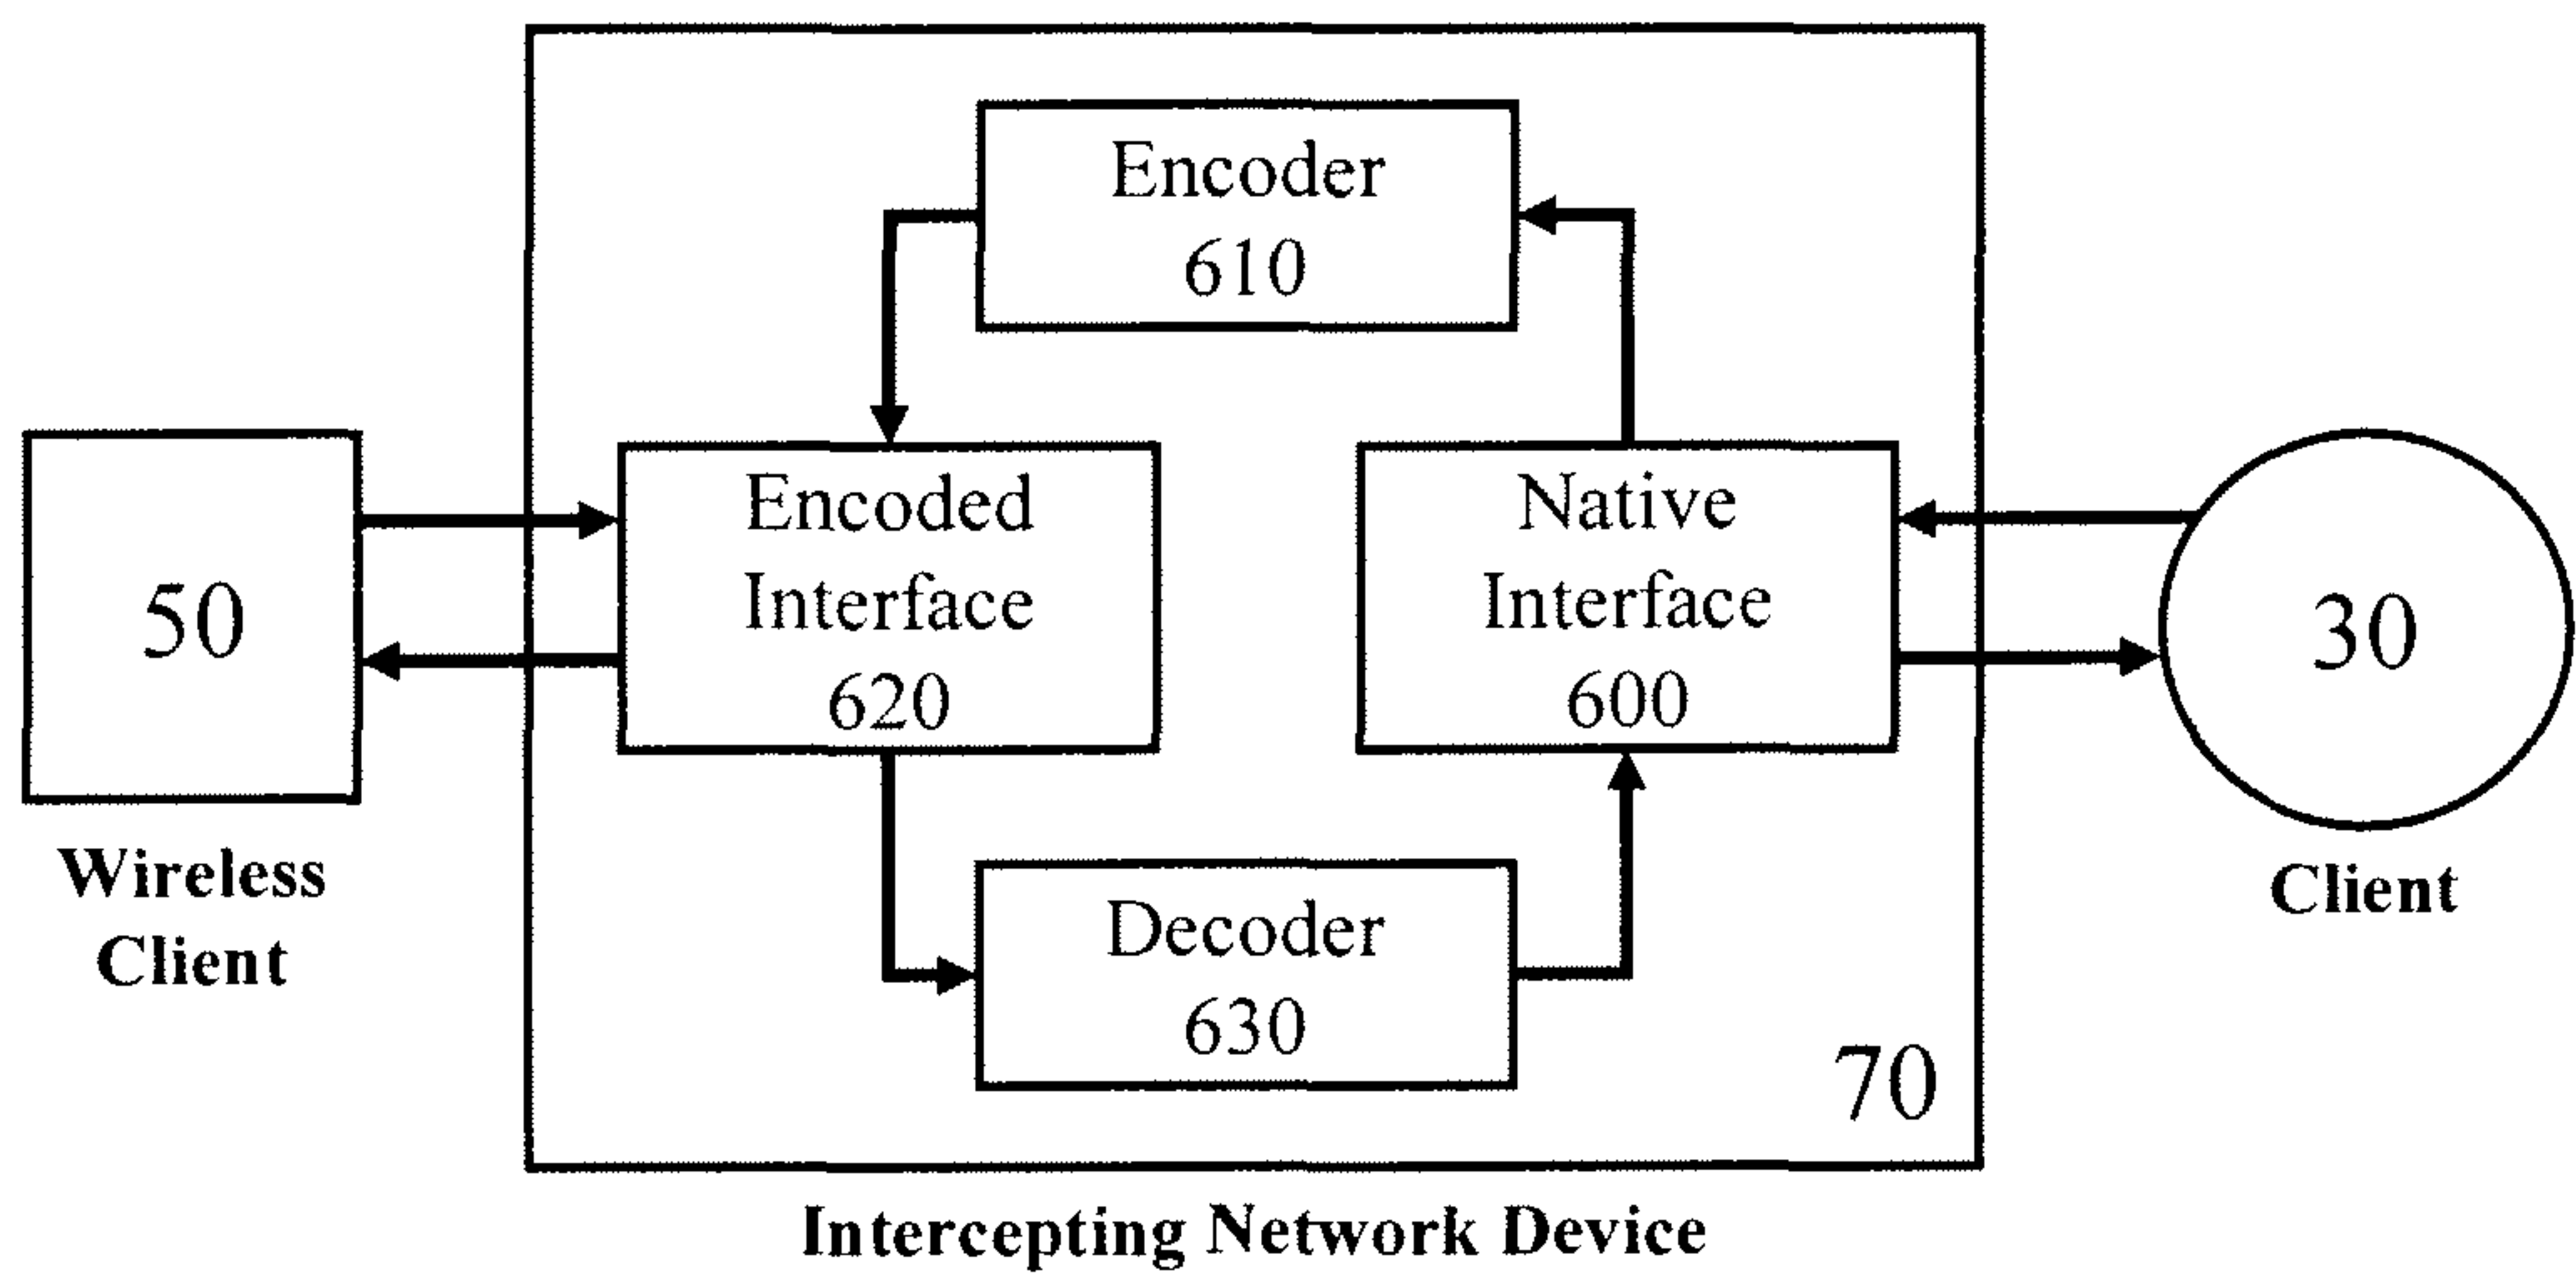 Encoder
610
Encoded
Interface
620
Native
Interface
600
50
30
Wireless
Client
Client
Decoder
630
70
Intercepting Network Device